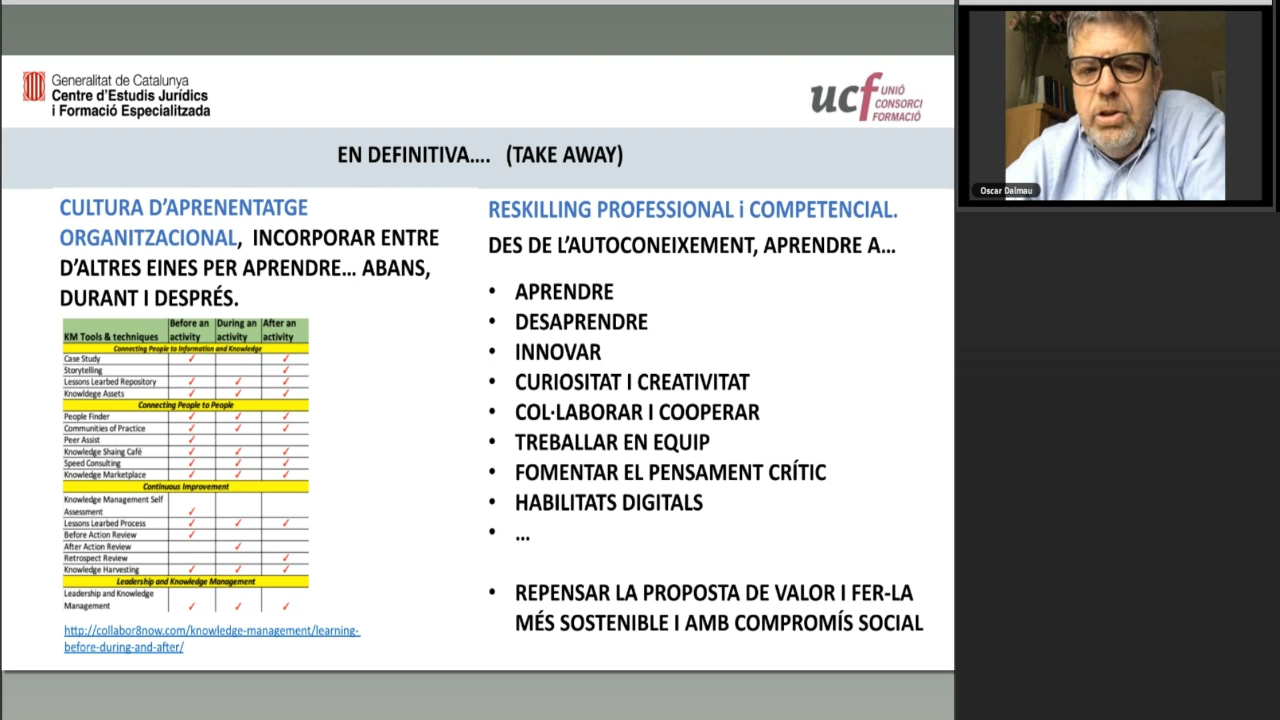 Generalitat de Catalunya
Centre d'Estudis Jurídics
i Formació Especialitzada
ucf UNIÓ
CONSORCI
FORMACIÓ
EN DEFINITIVA.... (TAKE AWAY)
CULTURA D'APRENENTATGE
ORGANITZACIONAL, INCORPORAR ENTRE
D'ALTRES EINES PER APRENDRE... ABANS,
DURANT I DESPRÉS.
KM Tools & techniques Before an activity During an activity After an activity
Connecting People to Information and Knowledge
Case Study ✓ ✓
Storytelling ✓
Lessons Learbed Repository ✓ ✓ ✓
Knowldege Assets ✓ ✓ ✓
Connecting People to People
People Finder ✓ ✓ ✓
Communities of Practice ✓ ✓ ✓
Peer Assist ✓
Knowledge Shaing Café ✓ ✓ ✓
Speed Consulting ✓ ✓ ✓
Knowledge Marketplace ✓ ✓ ✓
Continuous Improvement
Knowledge Management Self
Assessment ✓
Lessons Learbed Process ✓ ✓ ✓
Before Action Review ✓
After Action Review ✓
Retrospect Review ✓
Knowledge Harvesting ✓ ✓ ✓
Leadership and Knowledge Management
Leadership and Knowledge
Management ✓ ✓ ✓
http://collabor8now.com/knowledge-management/learning-
before-during-and-after/
RESKILLING PROFESSIONAL i COMPETENCIAL.
DES DE L'AUTOCONEIXEMENT, APRENDRE A...
• APRENDRE
• DESAPRENDRE
• INNOVAR
• CURIOSITAT I CREATIVITAT
• COL·LABORAR I COOPERAR
• TREBALLAR EN EQUIP
• FOMENTAR EL PENSAMENT CRÍTIC
• HABILITATS DIGITALS
• ...
• REPENSAR LA PROPOSTA DE VALOR I FER-LA
MÉS SOSTENIBLE I AMB COMPROMÍS SOCIAL
Oscar Dalmau